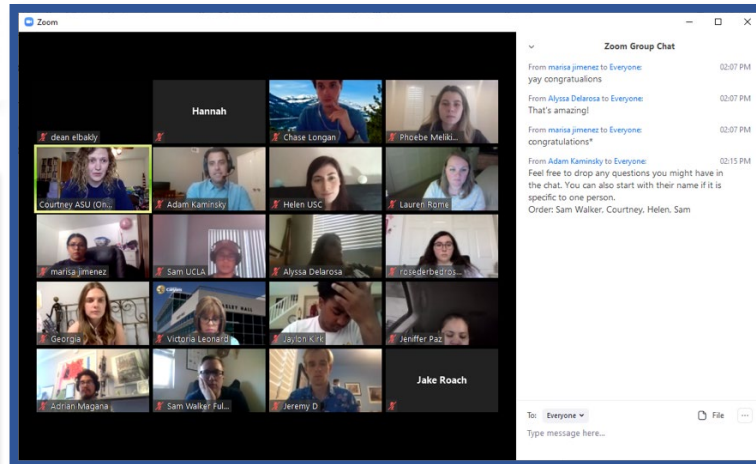 Zoom
Hannah
dean elbakly
Chase Longan
Phoebe Meliki...
Courtney ASU (On...
Adam Kaminsky
Helen USC
Lauren Rome
marisa jimenez
Sam UCLA
Alyssa Delarosa
rosederbedros...
Georgia
Victoria Leonard
Jaylon Kirk
Jeniffer Paz
Adrian Magana
Sam Walker Ful...
Jeremy D
Jake Roach
Zoom Group Chat
From marisa jimenez to Everyone: 02:07 PM
yay congratualions
From Alyssa Delarosa to Everyone: 02:07 PM
That's amazing!
From marisa jimenez to Everyone: 02:07 PM
congratulations*
From Adam Kaminsky to Everyone: 02:15 PM
Feel free to drop any questions you might have in
the chat. You can also start with their name if it is
specific to one person.
Order: Sam Walker, Courtney, Helen, Sam
To: Everyone
File
Type message here...